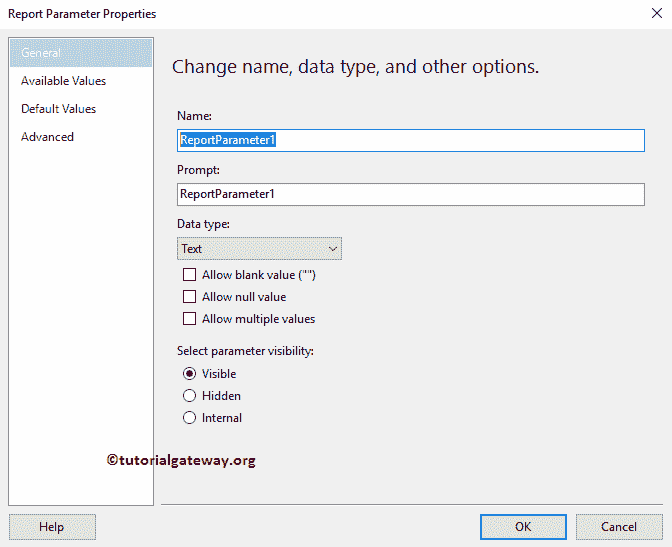 Report Parameter Properties
General
Available Values
Default Values
Advanced
Change name, data type, and other options.
Name:
ReportParameter1
Prompt:
ReportParameter1
Data type:
Text
Allow blank value ("")
Allow null value
Allow multiple values
Select parameter visibility:
Visible
Hidden
Internal
©tutorialgateway.org
Help
OK
Cancel